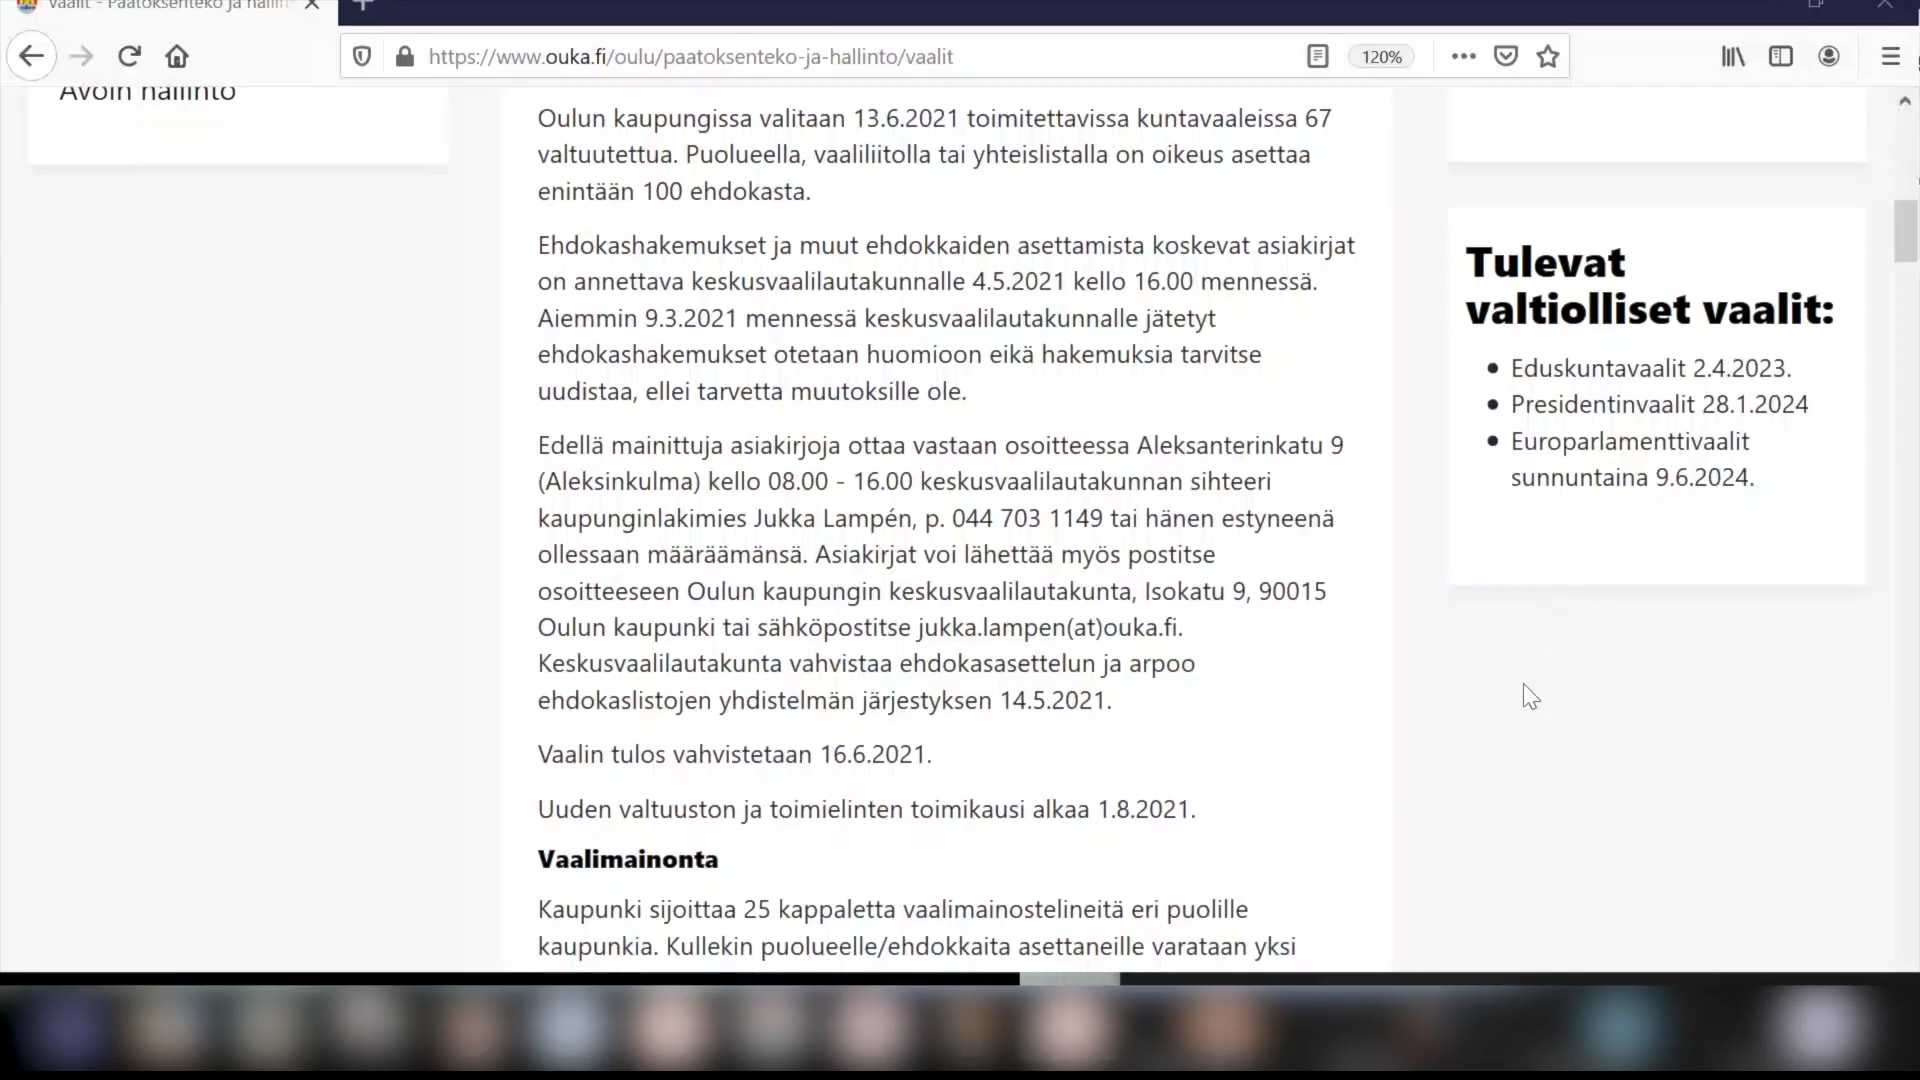 Vaalit - Päätöksenteko ja hallin
https://www.ouka.fi/oulu/paatoksenteko-ja-hallinto/vaalit
120%
Avoin hallinto
Oulun kaupungissa valitaan 13.6.2021 toimitettavissa kuntavaaleissa 67
valtuutettua. Puolueella, vaaliliitolla tai yhteislistalla on oikeus asettaa
enintään 100 ehdokasta.
Ehdokashakemukset ja muut ehdokkaiden asettamista koskevat asiakirjat
on annettava keskusvaalilautakunnalle 4.5.2021 kello 16.00 mennessä.
Aiemmin 9.3.2021 mennessä keskusvaalilautakunnalle jätetyt
ehdokashakemukset otetaan huomioon eikä hakemuksia tarvitse
uudistaa, ellei tarvetta muutoksille ole.
Edellä mainittuja asiakirjoja ottaa vastaan osoitteessa Aleksanterinkatu 9
(Aleksinkulma) kello 08.00 - 16.00 keskusvaalilautakunnan sihteeri
kaupunginlakimies Jukka Lampén, p. 044 703 1149 tai hänen estyneenä
ollessaan määräämänsä. Asiakirjat voi lähettää myös postitse
osoitteeseen Oulun kaupungin keskusvaalilautakunta, Isokatu 9, 90015
Oulun kaupunki tai sähköpostitse jukka.lampen(at)ouka.fi.
Keskusvaalilautakunta vahvistaa ehdokasasettelun ja arpoo
ehdokaslistojen yhdistelmän järjestyksen 14.5.2021.
Vaalin tulos vahvistetaan 16.6.2021.
Uuden valtuuston ja toimielinten toimikausi alkaa 1.8.2021.
Vaalimainonta
Kaupunki sijoittaa 25 kappaletta vaalimainostelineitä eri puolille
kaupunkia. Kullekin puolueelle/ehdokkaita asettaneille varataan yksi
Tulevat
valtiolliset vaalit:
Eduskuntavaalit 2.4.2023.
Presidentinvaalit 28.1.2024
Europarlamenttivaalit
sunnuntaina 9.6.2024.